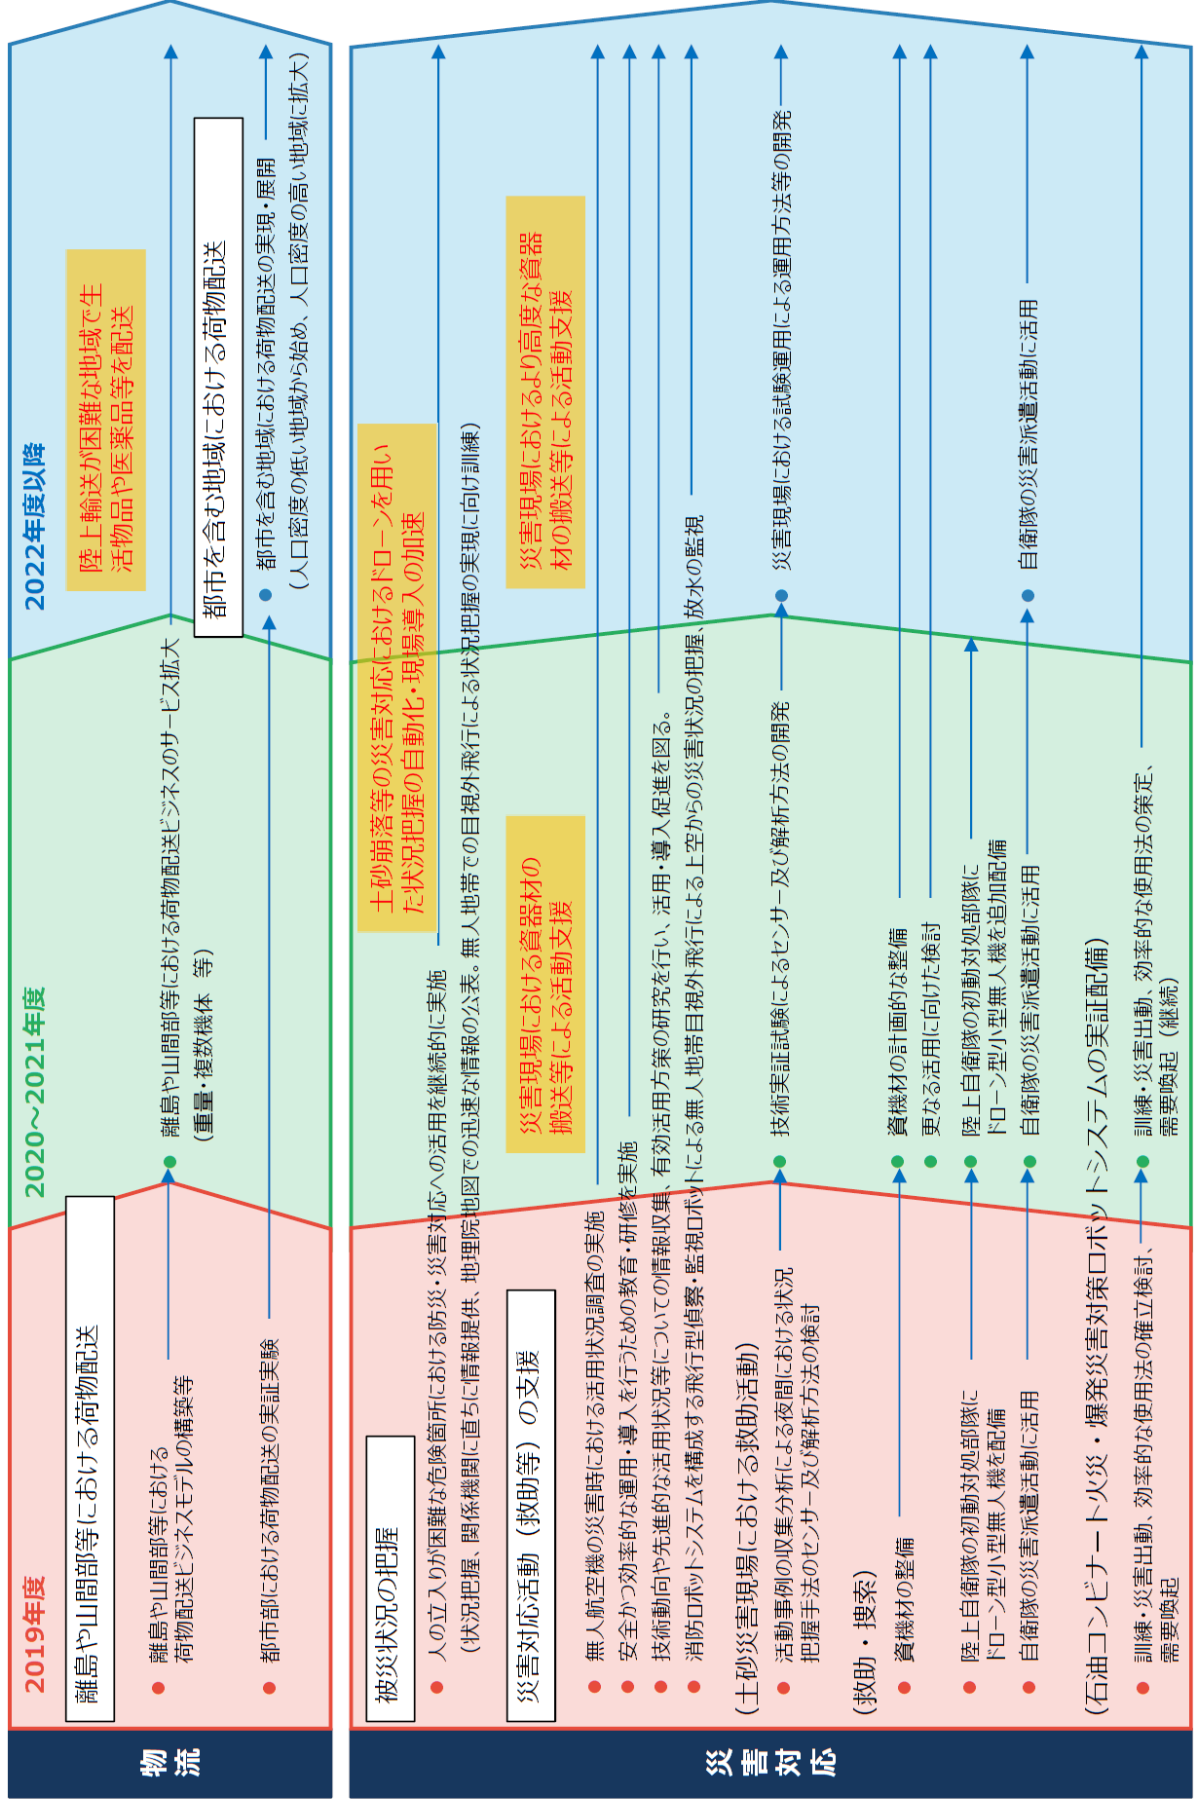 2019年度
2020～2021年度
2022年度以降
物流
離島や山間部等における荷物配送
離島や山間部等における
荷物配送ビジネスモデルの構築等
都市部における荷物配送の実証実験
離島や山間部等における荷物配送ビジネスのサービス拡大
（重量・複数機体 等）
陸上輸送が困難な地域で生
活物品や医薬品等を配送
都市を含む地域における荷物配送
都市を含む地域における荷物配送の実現・展開
（人口密度の低い地域から始め、人口密度の高い地域に拡大）
災害対応
被災状況の把握
土砂崩落等の災害対応におけるドローンを用い
た状況把握の自動化・現場導入の加速
人の立入りが困難な危険箇所における防災・災害対応への活用を継続的に実施
（状況把握、関係機関に直ちに情報提供、地理院地図での迅速な情報の公表。無人地帯での目視外飛行による状況把握の実現に向け訓練）
災害対応活動（救助等）の支援
災害現場における資器材の
搬送等による活動支援
災害現場におけるより高度な資器
材の搬送等による活動支援
無人航空機の災害時における活用状況調査の実施
安全かつ効率的な運用・導入を行うための教育・研修を実施
技術動向や先進的な活用状況等についての情報収集、有効活用方策の研究を行い、活用・導入促進を図る。
消防ロボットシステムを構成する飛行型偵察・監視ロボットによる無人地帯目視外飛行による上空からの災害状況の把握、放水の監視
（土砂災害現場における救助活動）
活動事例の収集分析による夜間における状況
把握手法のセンサー及び解析方法の検討
技術実証試験によるセンサー及び解析方法の開発
災害現場における試験運用による運用方法等の開発
（救助・捜索）
資機材の整備
資機材の計画的な整備
更なる活用に向けた検討
陸上自衛隊の初動対処部隊に
ドローン型小型無人機を配備
陸上自衛隊の初動対処部隊に
ドローン型小型無人機を追加配備
自衛隊の災害派遣活動に活用
自衛隊の災害派遣活動に活用
自衛隊の災害派遣活動に活用
（石油コンビナート火災・爆発災害対策ロボットシステムの実証配備）
訓練・災害出動、効率的な使用法の確立検討、
需要喚起
訓練・災害出動、効率的な使用法の策定、
需要喚起（継続）